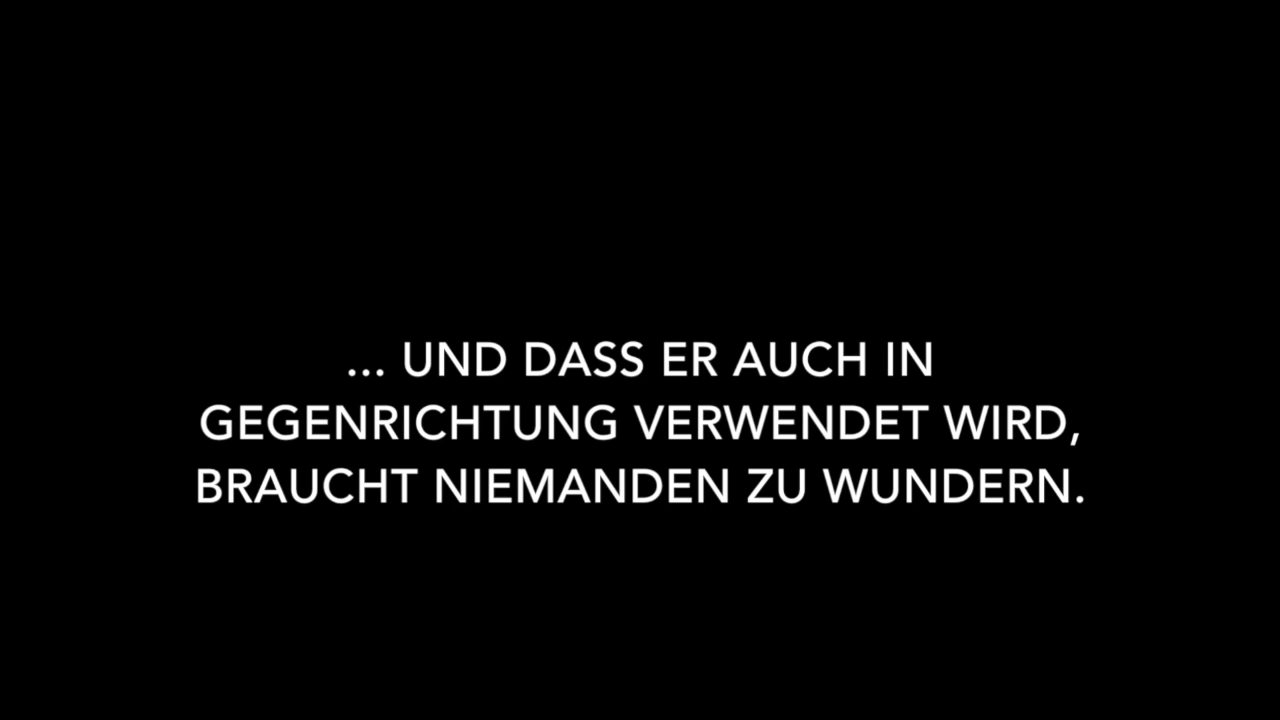 ... UND DASS ER AUCH IN
GEGENRICHTUNG VERWENDET WIRD,
BRAUCHT NIEMANDEN ZU WUNDERN.